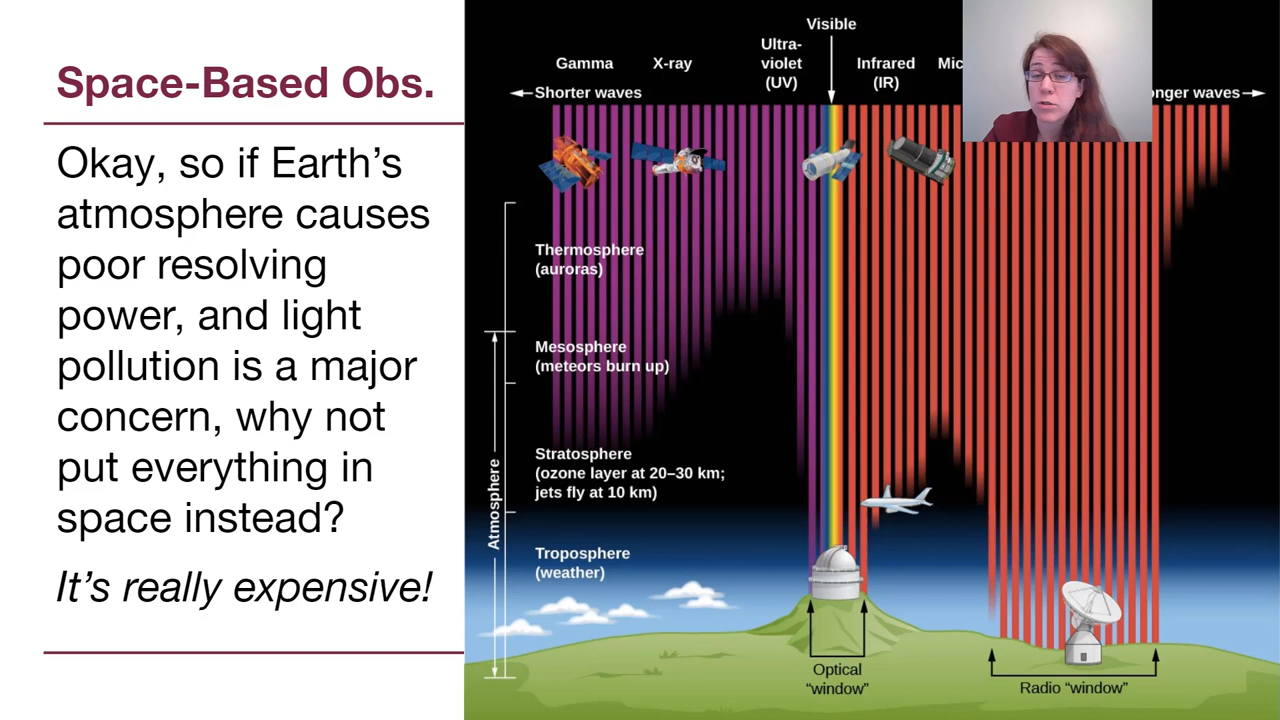 Space-Based Obs.
Okay, so if Earth's
atmosphere causes
poor resolving
power, and light
pollution is a major
concern, why not
put everything in
space instead?
It's really expensive!
Visible
Gamma
X-ray
Ultra-
violet
(UV)
Infrared
(IR)
Shorter waves
waves
Thermosphere
(auroras)
Mesosphere
(meteors burn up)
Stratosphere
(ozone layer at 20–30 km;
jets fly at 10 km)
Atmosphere
Troposphere
(weather)
Optical
"window"
Radio "window"